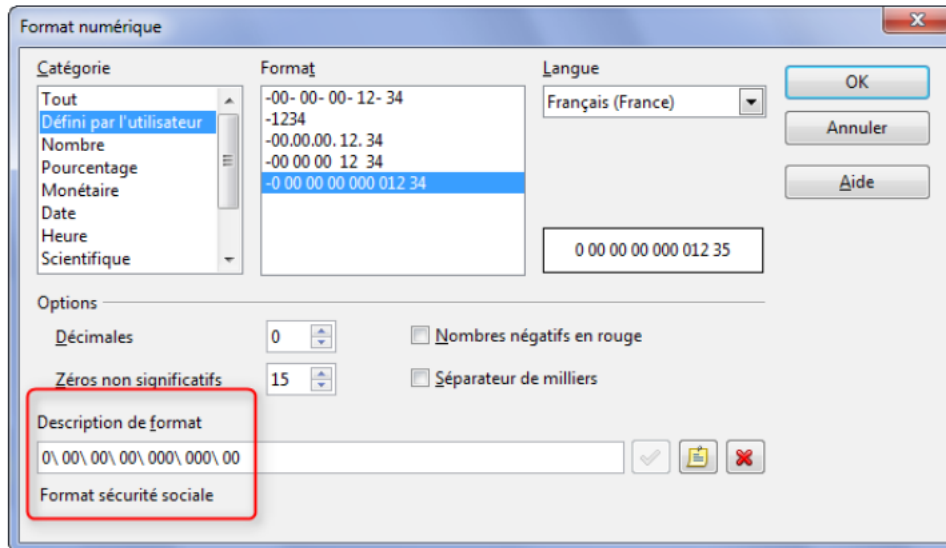 Format numérique
Catégorie
Tout
Défini par l'utilisateur
Nombre
Pourcentage
Monétaire
Date
Heure
Scientifique
Format
-00- 00- 00- 12- 34
-1234
-00.00.00. 12. 34
-00 00 00  12  34
-0 00 00 00 000 012 34
Langue
Français (France)
0 00 00 00 000 012 35
OK
Annuler
Aide
Options
Décimales
0
Nombres négatifs en rouge
Zéros non significatifs
15
Séparateur de milliers
Description de format
0\ 00\ 00\ 00\ 000\ 000\ 00
Format sécurité sociale